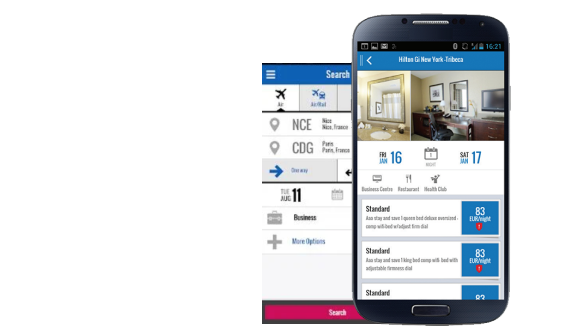 Search
Air
Air/Rail
NCE
Nice
Nice, France
CDG
Paris
Paris, France
One way
TUE
AUG 11
Business
More Options
Search
16:21
Hilton Gi New York -Tribeca
FRI
JAN 16
1
NIGHT
SAT
JAN 17
Business Centre
Restaurant
Health Club
Standard
Aaa stay and save 1 queen bed deluxe oversized -
comp wifi-bed w/adjust firm dial
83
EUR/night
Standard
Aaa stay and save 1 king bed comp wifi- bed with
adjustable firmness dial
83
EUR/night
Standard
83